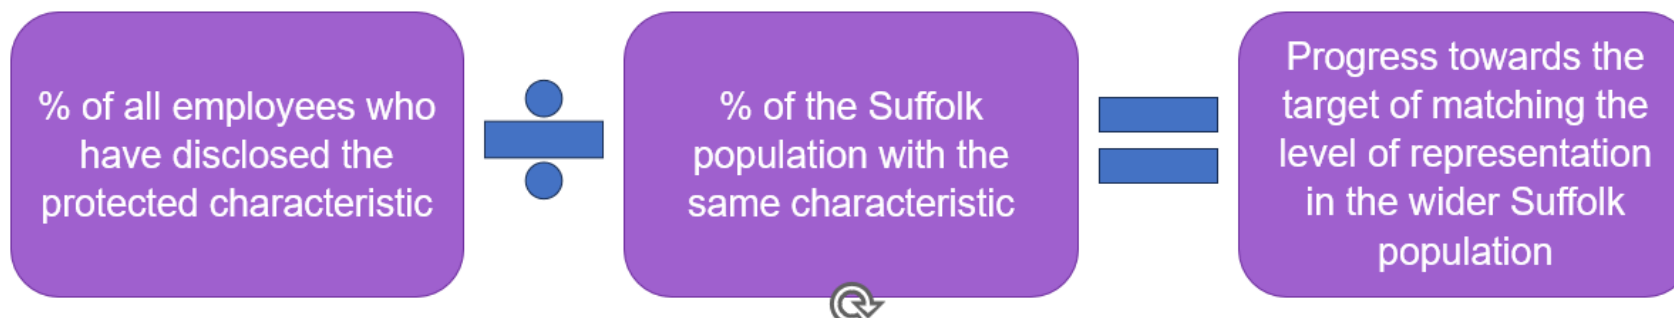 % of all employees who
have disclosed the
protected characteristic
% of the Suffolk
population with the
same characteristic
Progress towards the
target of matching the
level of representation
in the wider Suffolk
population